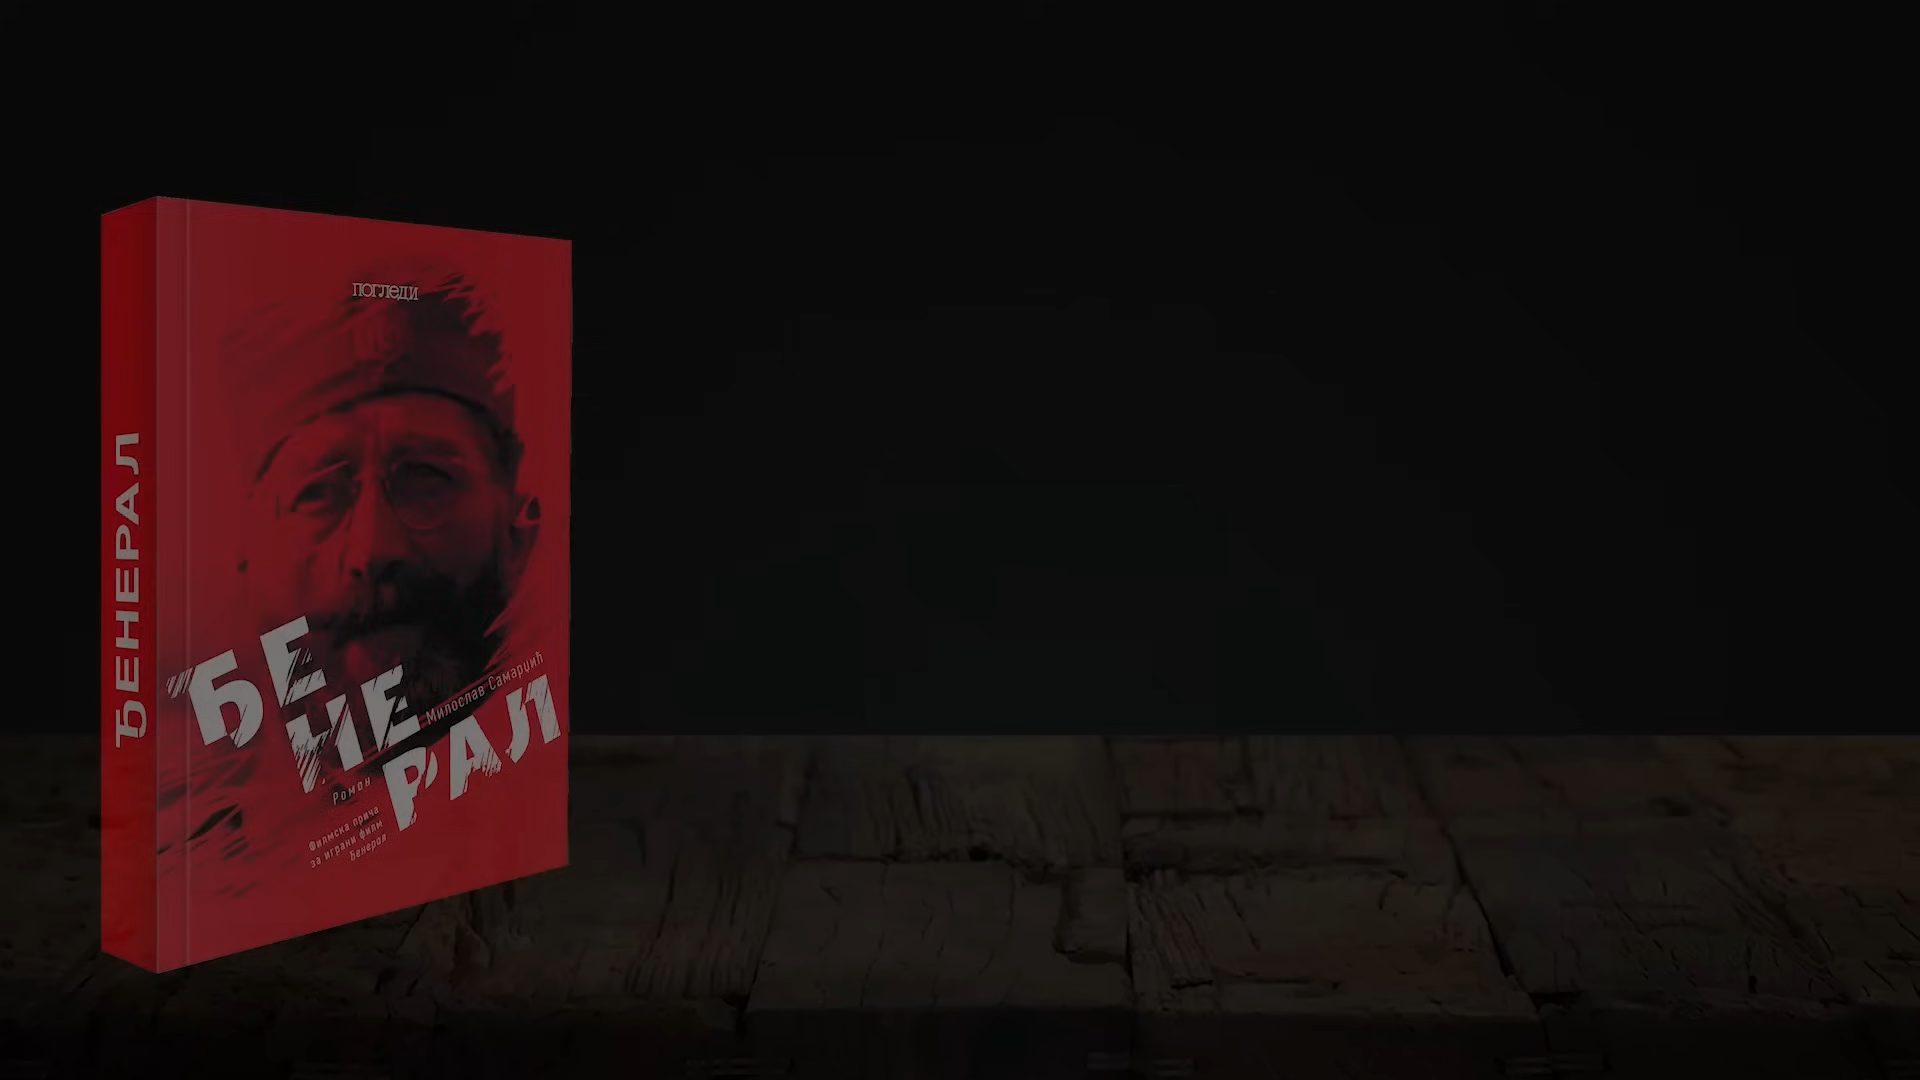 ЂЕНЕРАЛ
погледи
ЂЕ
НЕ
РАЛ
Милослав Самарџић
Роман
Филмска прича
за играни филм
Ђенерал